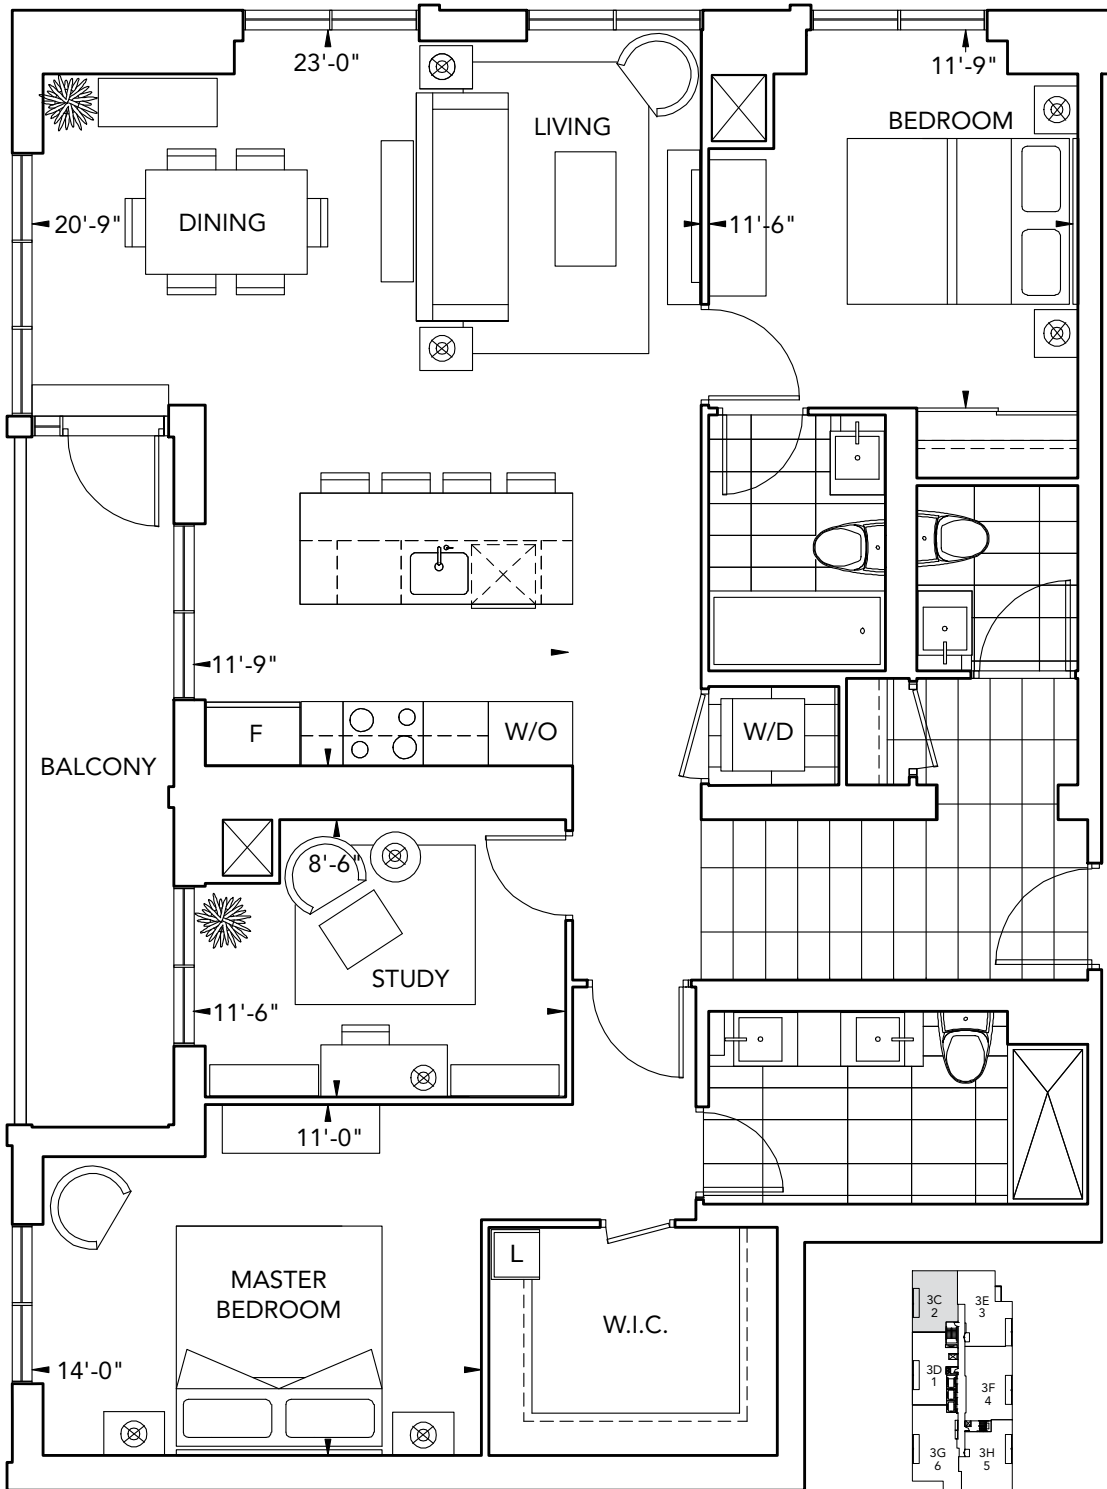 23'-0"
11'-9"
LIVING
BEDROOM
20'-9"
DINING
11'-6"
11'-9"
F
W/O
W/D
BALCONY
8'-6"
STUDY
11'-6"
11'-0"
L
MASTER
BEDROOM
W.I.C.
14'-0"
3C
2
3E
3
3D
1
3F
4
3G
6
3H
5